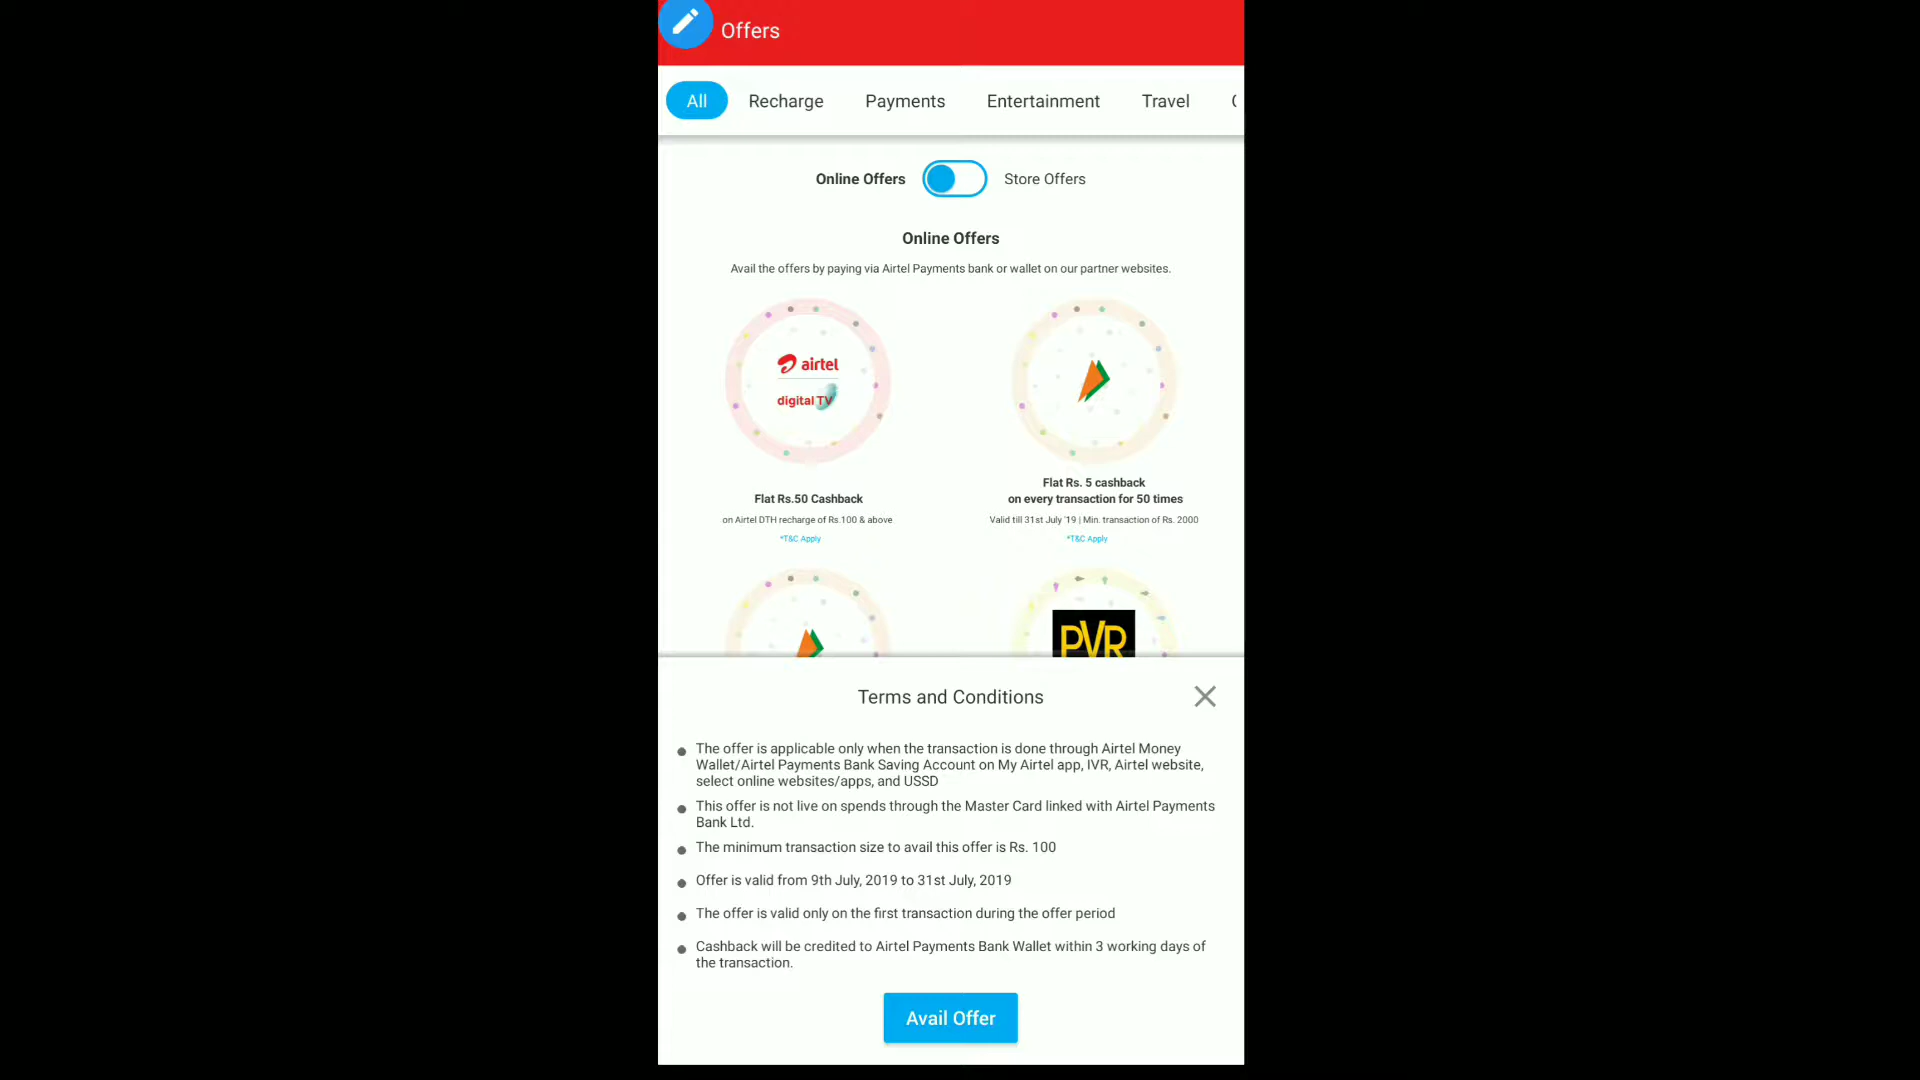 Offers
All Recharge Payments Entertainment Travel
Online Offers Store Offers
Online Offers
Avail the offers by paying via Airtel Payments bank or wallet on our partner websites.
airtel
digital TV
Flat Rs.50 Cashback
on Airtel DTH recharge of Rs.100 & above
*T&C Apply
Flat Rs. 5 cashback
on every transaction for 50 times
Valid till 31st July '19 | Min. transaction of Rs. 2000
*T&C Apply
PVR
Terms and Conditions
The offer is applicable only when the transaction is done through Airtel Money
Wallet/Airtel Payments Bank Saving Account on My Airtel app, IVR, Airtel website,
select online websites/apps, and USSD
This offer is not live on spends through the Master Card linked with Airtel Payments
Bank Ltd.
The minimum transaction size to avail this offer is Rs. 100
Offer is valid from 9th July, 2019 to 31st July, 2019
The offer is valid only on the first transaction during the offer period
Cashback will be credited to Airtel Payments Bank Wallet within 3 working days of
the transaction.
Avail Offer